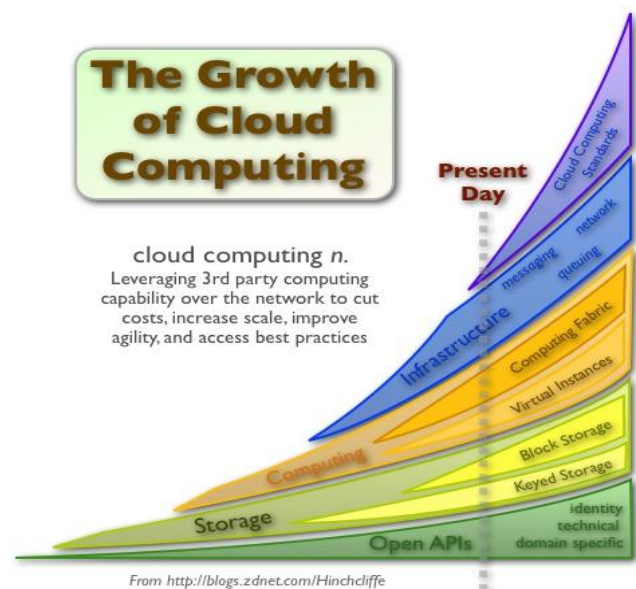 The Growth
of Cloud
Computing
Present
Day
cloud computing n.
Leveraging 3rd party computing
capability over the network to cut
costs, increase scale, improve
agility, and access best practices
Cloud Computing
Standards
messaging network
queuing
Infrastructure
Computing Fabric
Virtual Instances
Computing
Block Storage
Keyed Storage
Storage
identity
technical
domain specific
Open APIs
From http://blogs.zdnet.com/Hinchcliffe